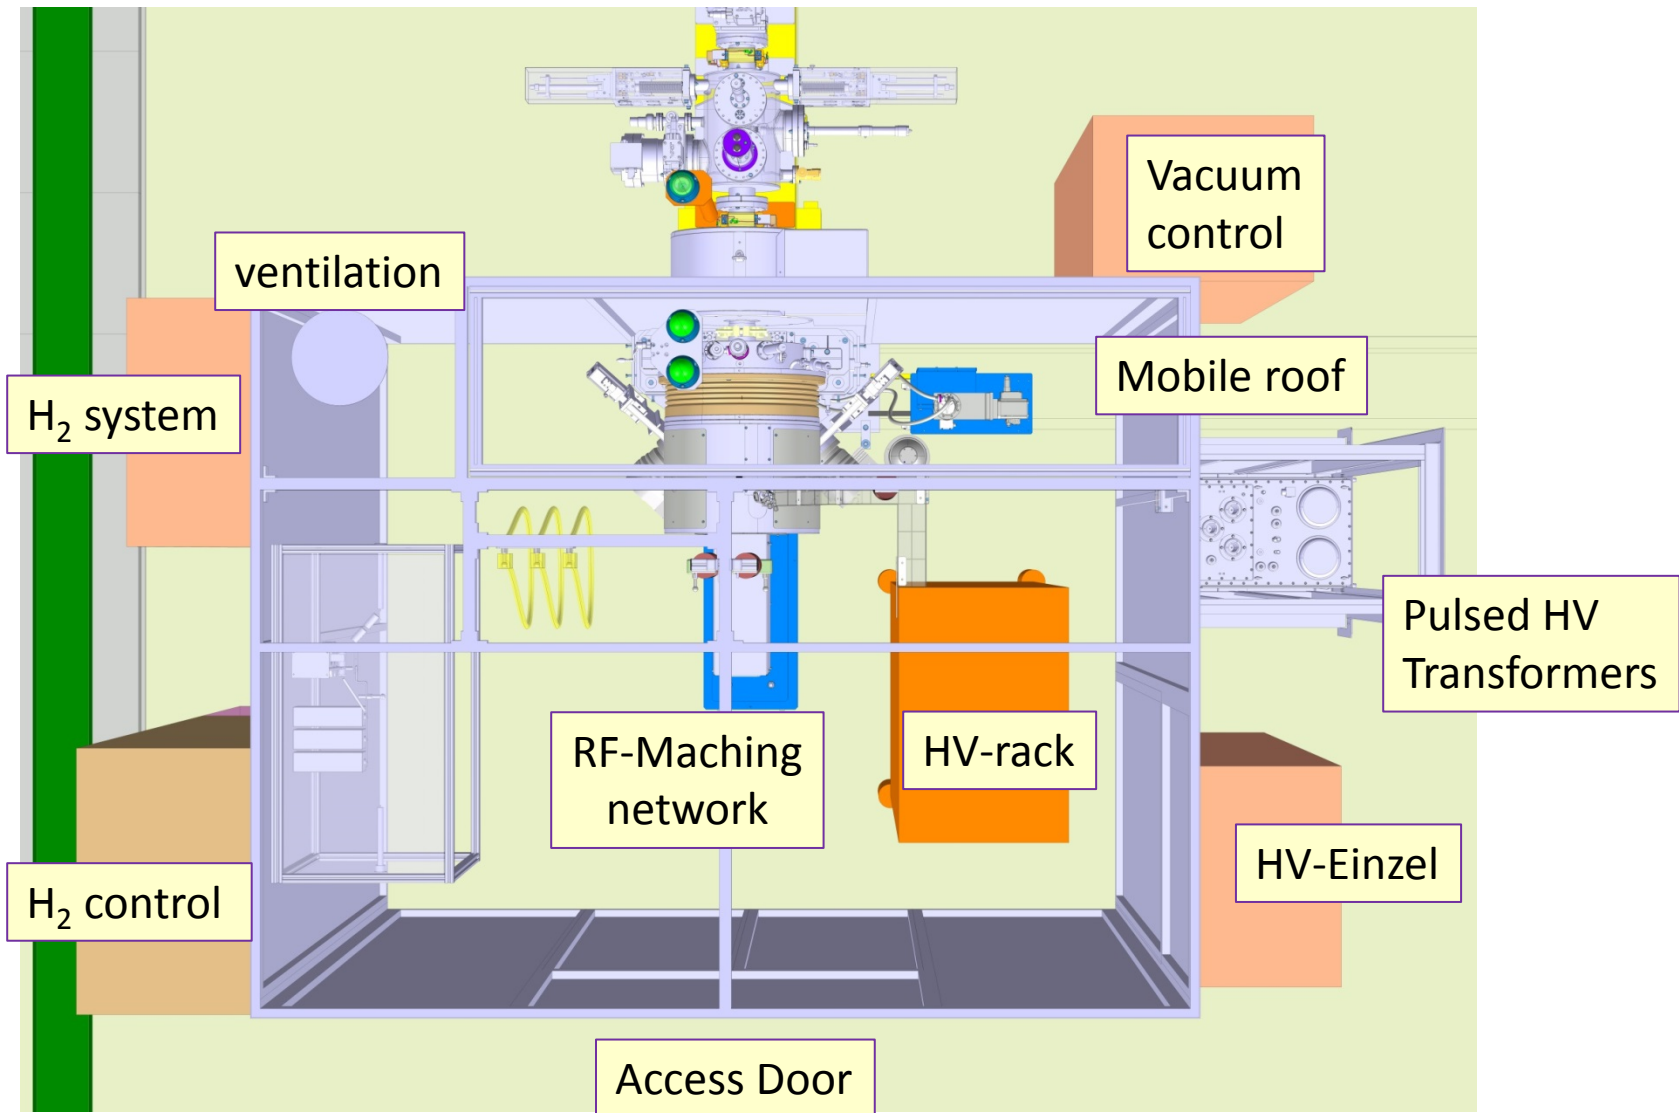 Vacuum
control
ventilation
Mobile roof
H₂ system
Pulsed HV
Transformers
RF-Maching
network
HV-rack
HV-Einzel
H₂ control
Access Door